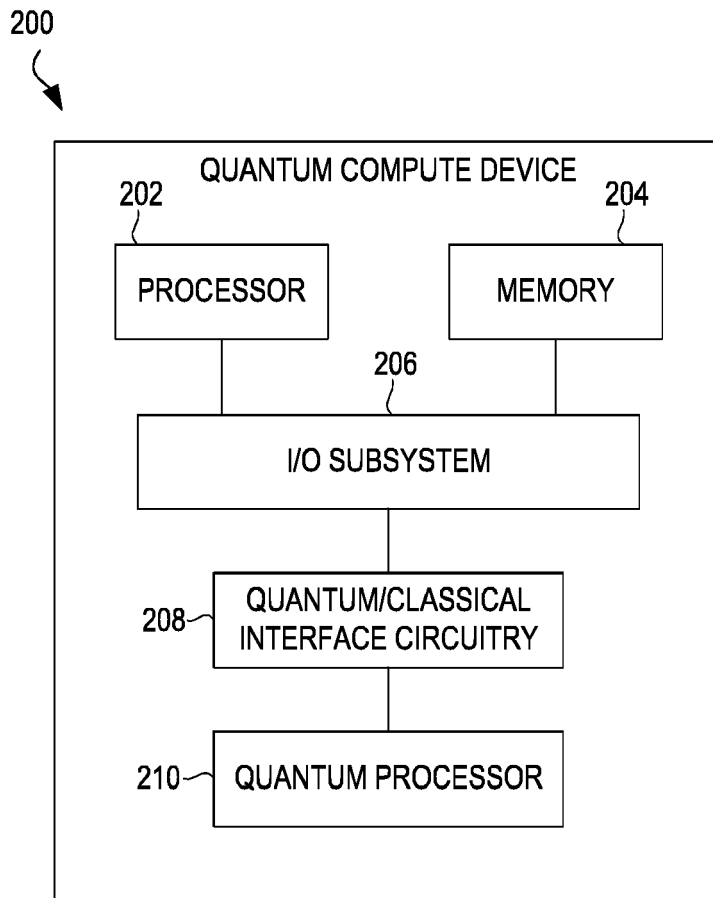 200
QUANTUM COMPUTE DEVICE
202
204
PROCESSOR
MEMORY
206
I/O SUBSYSTEM
208
QUANTUM/CLASSICAL
INTERFACE CIRCUITRY
210
QUANTUM PROCESSOR